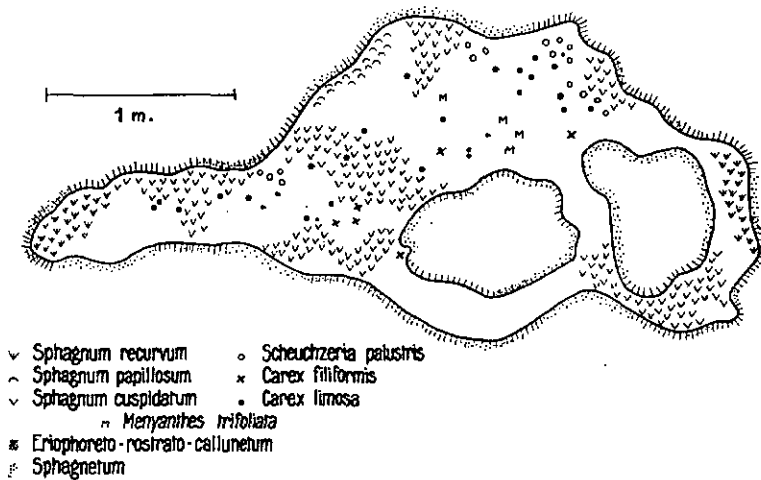 1 m.
Sphagnum recurvum
Scheuchzeria palustris
Sphagnum papillosum
Carex filiformis
Sphagnum cuspidatum
Carex limosa
Menyanthes trifoliata
Eriophoreto-rostrato-callunetum
Sphagnetum